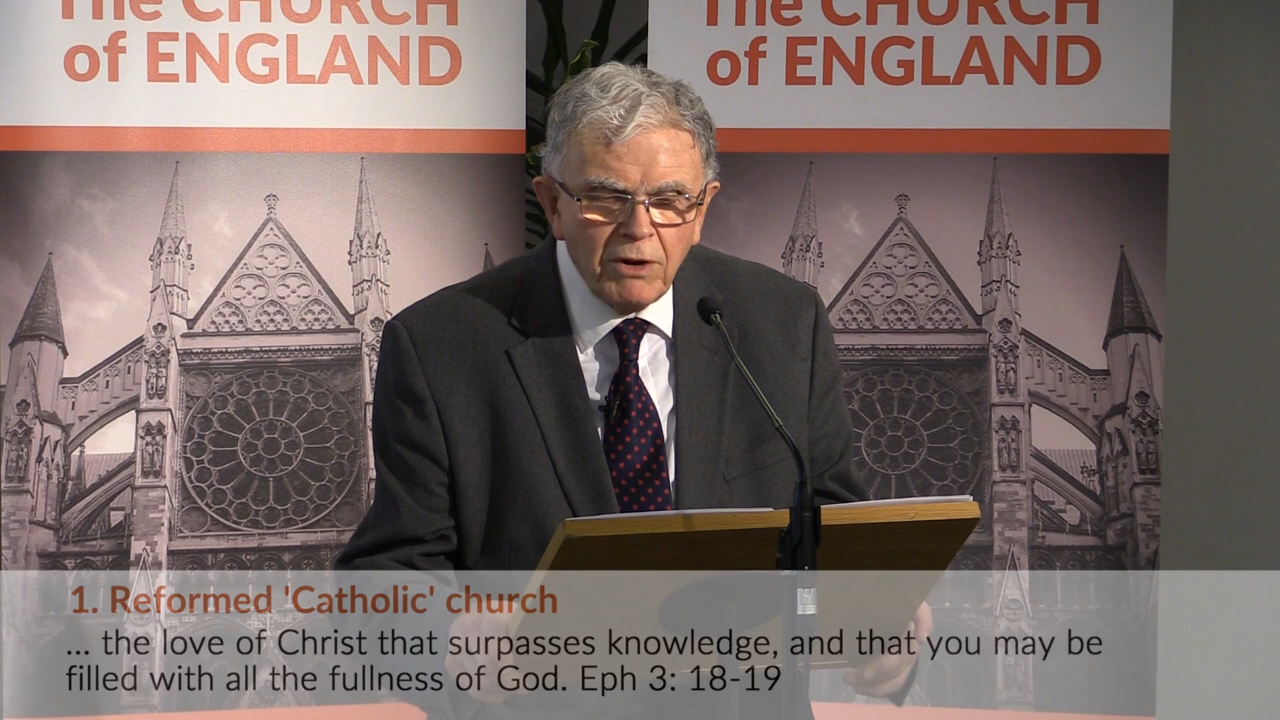 The CHURCH
of ENGLAND
The CHURCH
of ENGLAND
1. Reformed 'Catholic' church
... the love of Christ that surpasses knowledge, and that you may be
filled with all the fullness of God. Eph 3: 18-19